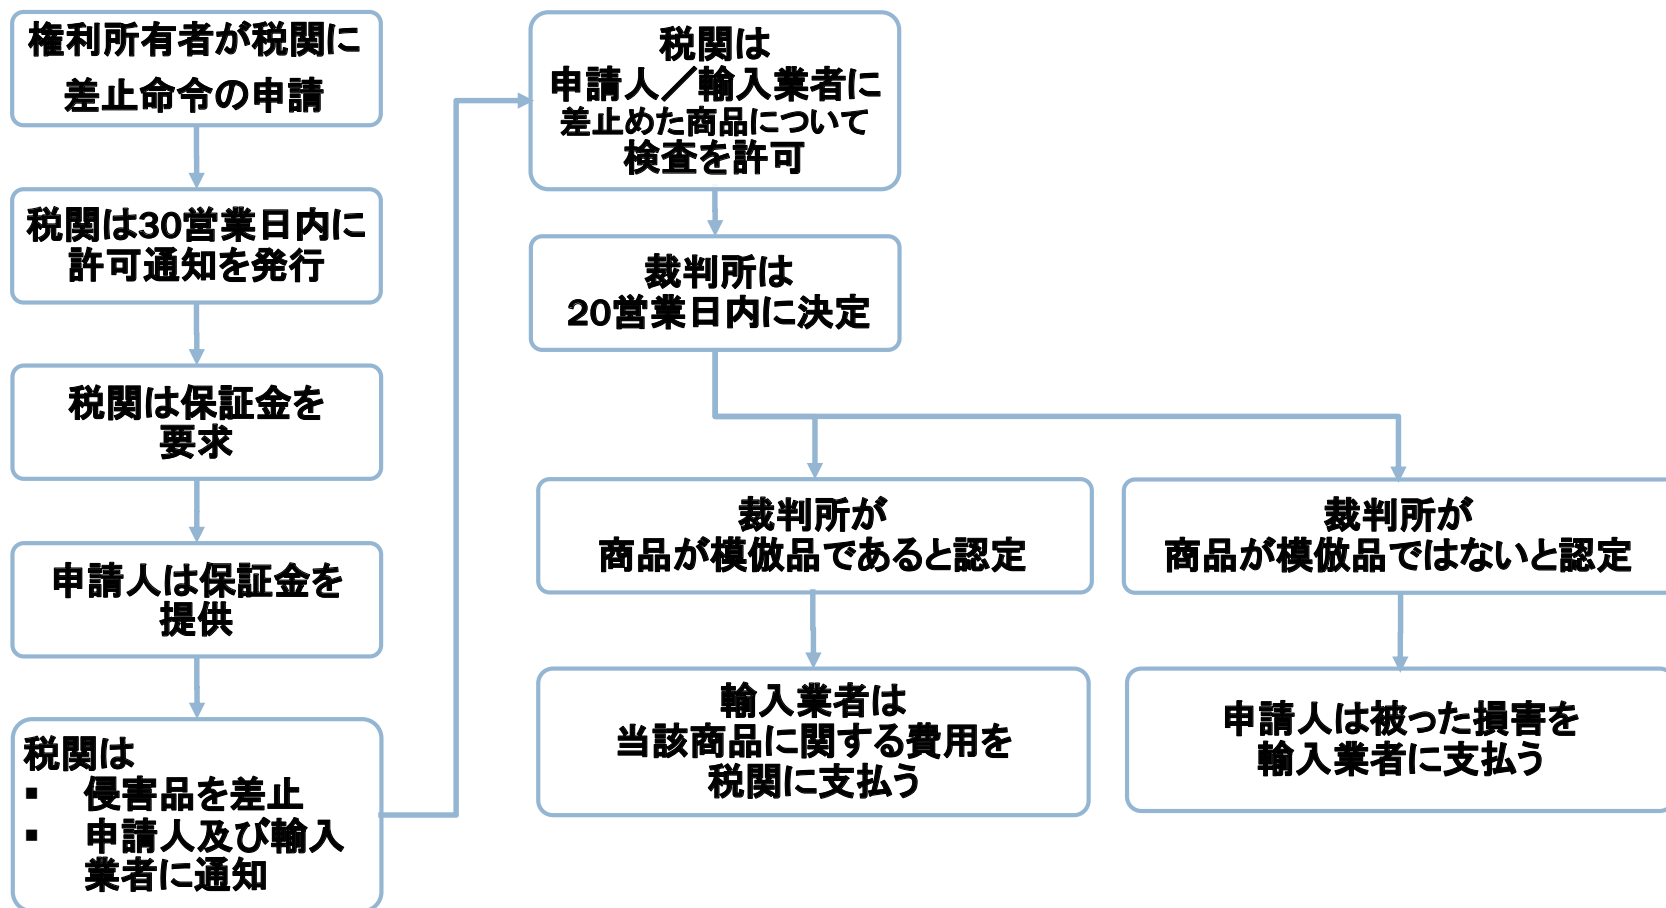 権利所有者が税関に
差止命令の申請
税関は30営業日内に
許可通知を発行
税関は保証金を
要求
申請人は保証金を
提供
税関は
▪ 侵害品を差止
▪ 申請人及び輸入
業者に通知
税関は
申請人／輸入業者に
差止めた商品について
検査を許可
裁判所は
20営業日内に決定
裁判所が
商品が模倣品であると認定
輸入業者は
当該商品に関する費用を
税関に支払う
裁判所が
商品が模倣品ではないと認定
申請人は被った損害を
輸入業者に支払う